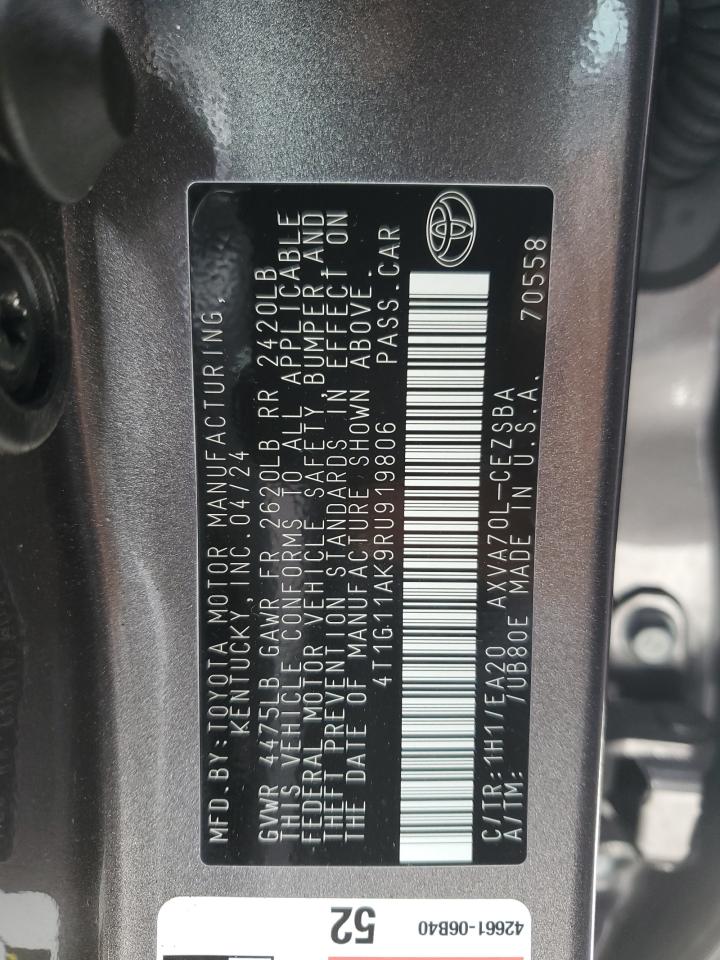 MFD.BY:TOYOTA MOTOR MANUFACTURING,
KENTUCKY, INC.04/24
GVWR 4475LB GAWR FR 2620LB RR 2420LB
THIS VEHICLE CONFORMS TO ALL APPLICABLE
FEDERAL MOTOR VEHICLE SAFETY, BUMPER, AND
THEFT PREVENTION STANDARDS IN EFFECT ON
THE DATE OF MANUFACTURE SHOWN ABOVE.
4T1G11AK9RU919806 PASS.CAR
C/TR:1H1/EA20 AXVA70L-CEZSBA 70558
A/TM: 7UB80E MADE IN U.S.A.
52
42661-06B40